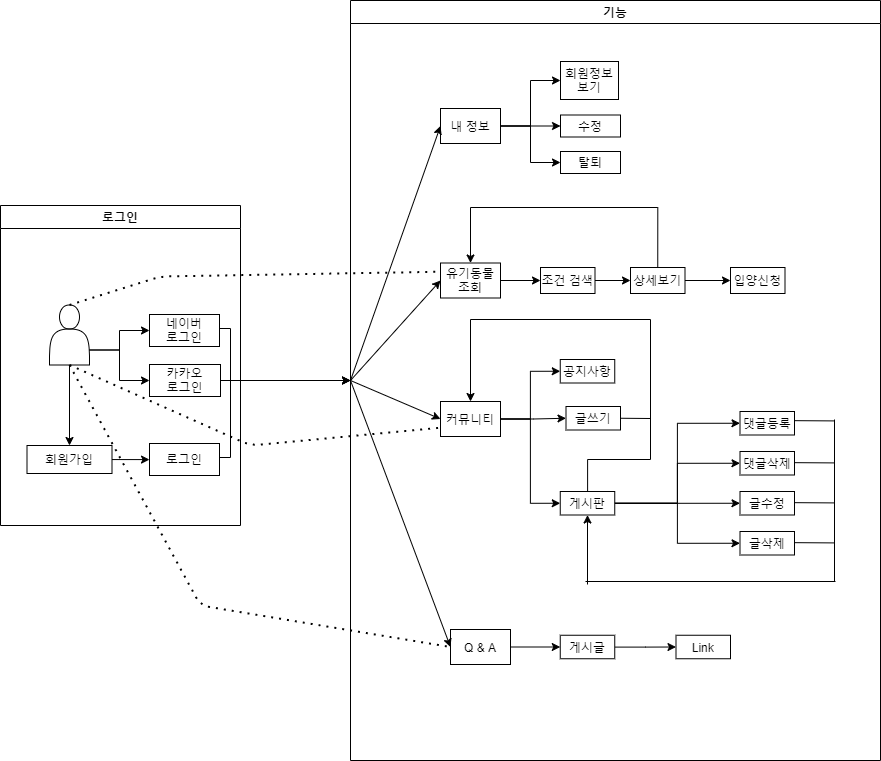 기능
회원정보
보기
내 정보
수정
탈퇴
로그인
유기동물
조회
조건 검색
상세보기
입양신청
네이버
로그인
카카오
로그인
공지사항
커뮤니티
글쓰기
댓글등록
회원가입
로그인
댓글삭제
게시판
글수정
글삭제
Q & A
게시글
Link